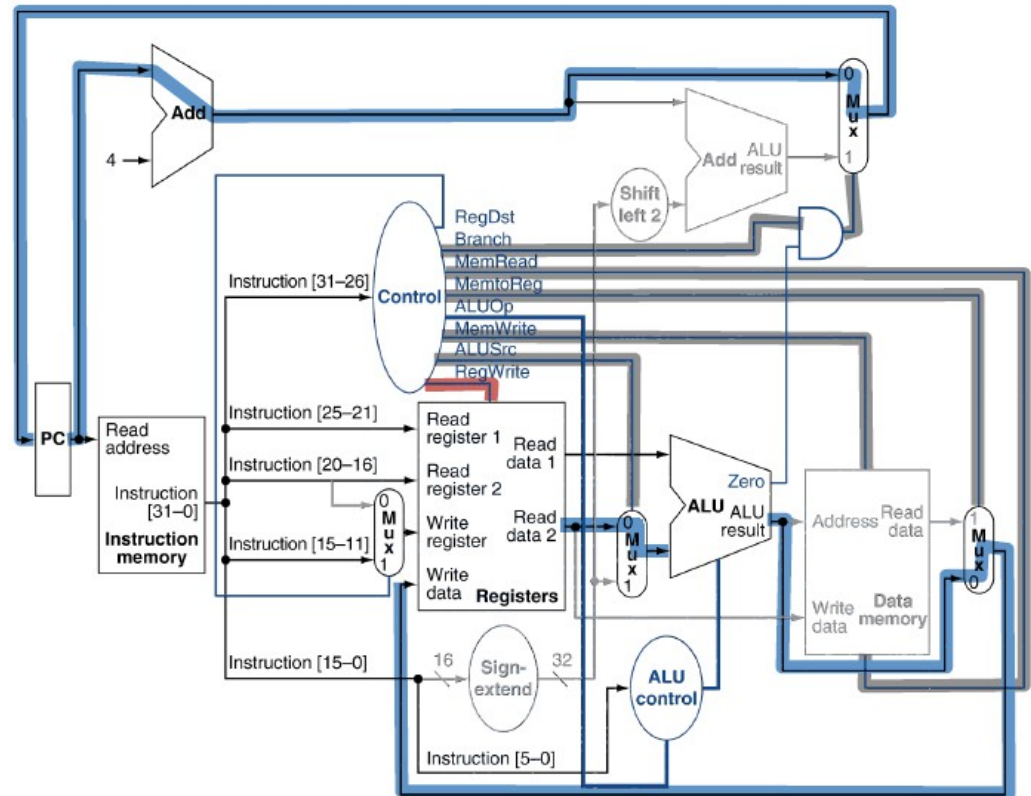 0
M
u
x
1
Add
4
Add
ALU
result
Shift
left 2
RegDst
Branch
MemRead
MemtoReg
ALUOp
MemWrite
ALUSrc
RegWrite
Control
Instruction [31–26]
Instruction [25–21]
Instruction [20–16]
Instruction [15–11]
Instruction [15–0]
Instruction [5–0]
PC
Read
address
Instruction
[31–0]
Instruction
memory
0
M
u
x
1
Read
register 1
Read
register 2
Write
register
Write
data
Read
data 1
Read
data 2
Registers
0
M
u
x
1
Zero
ALU
ALU
result
Address
Read
data
Write
data
Data
memory
1
M
u
x
0
16
Sign-
extend
32
ALU
control